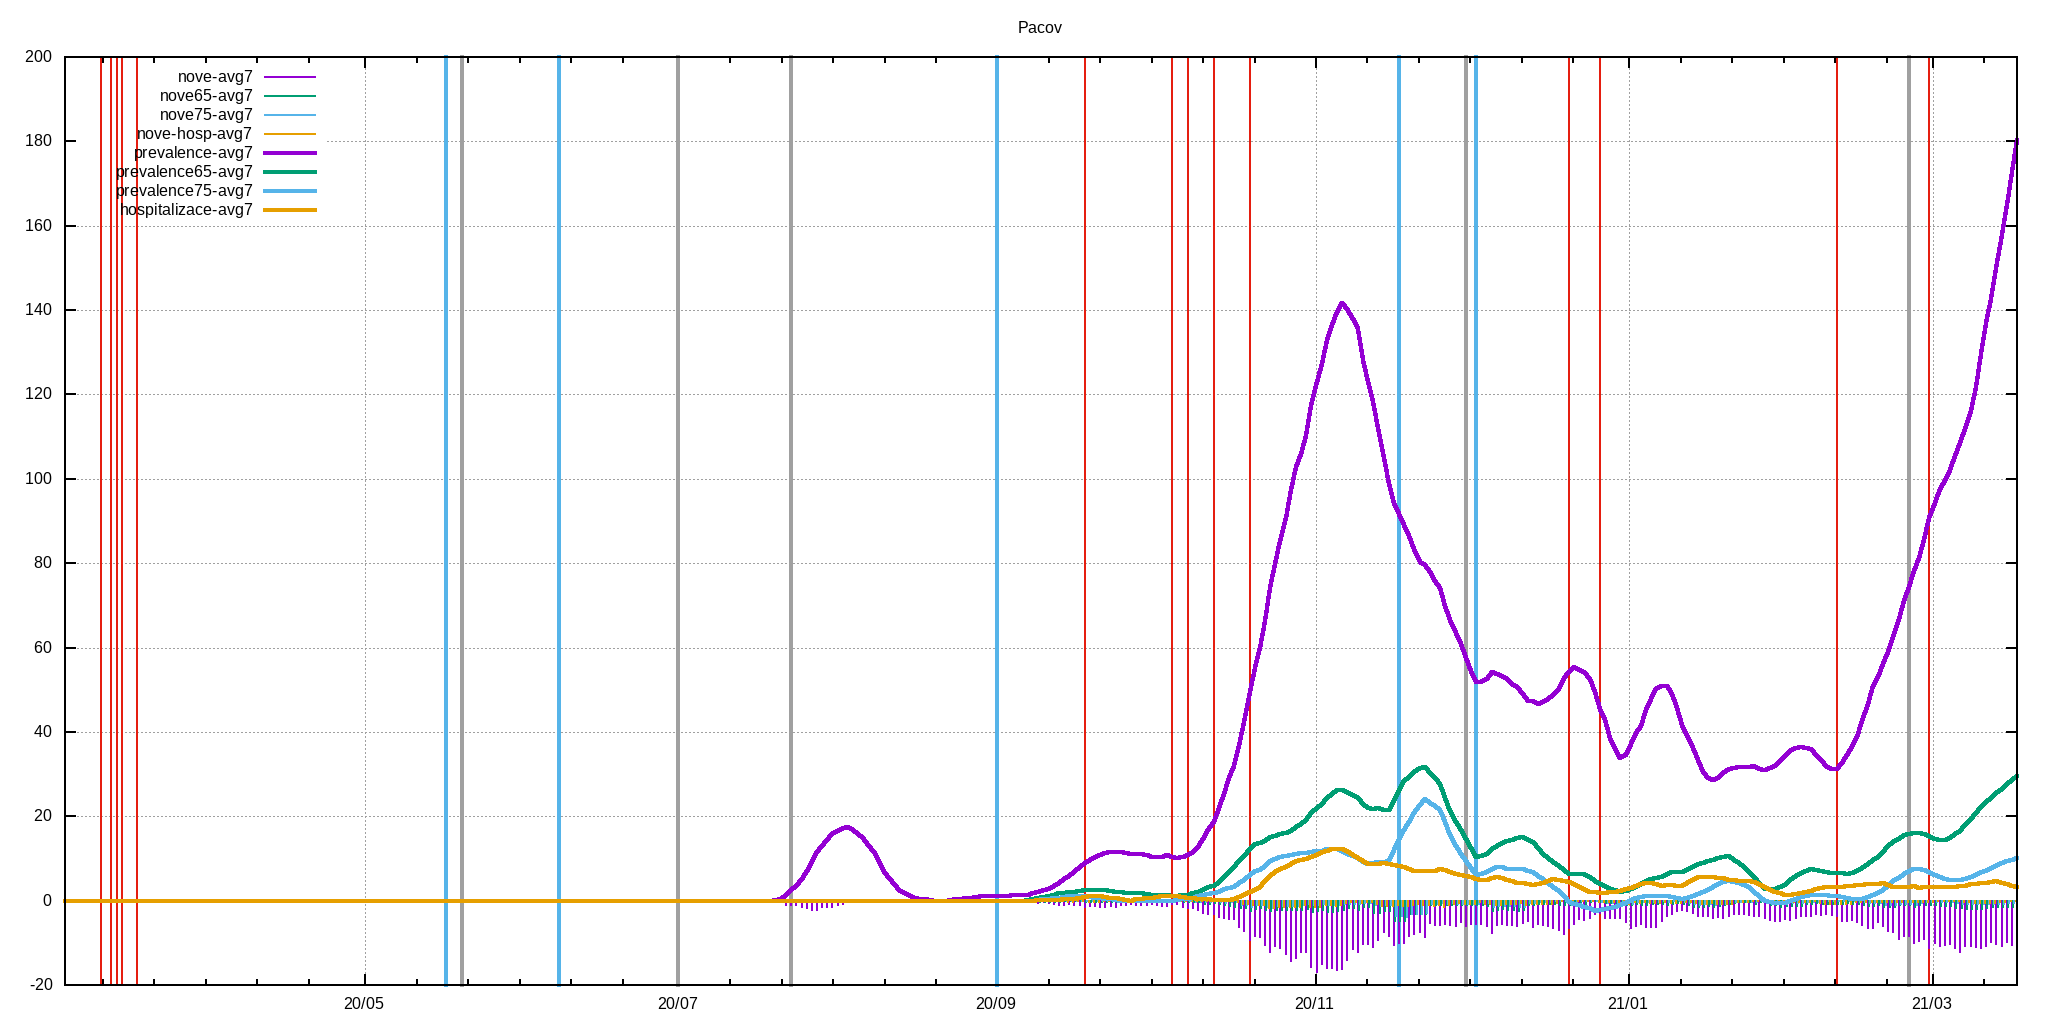 Pacov
200
180
160
140
120
100
80
60
40
20
0
-20
nove-avg7
nove65-avg7
nove75-avg7
nove-hosp-avg7
prevalence-avg7
prevalence65-avg7
prevalence75-avg7
hospitalizace-avg7
20/05 20/07 20/09 20/11 21/01 21/03